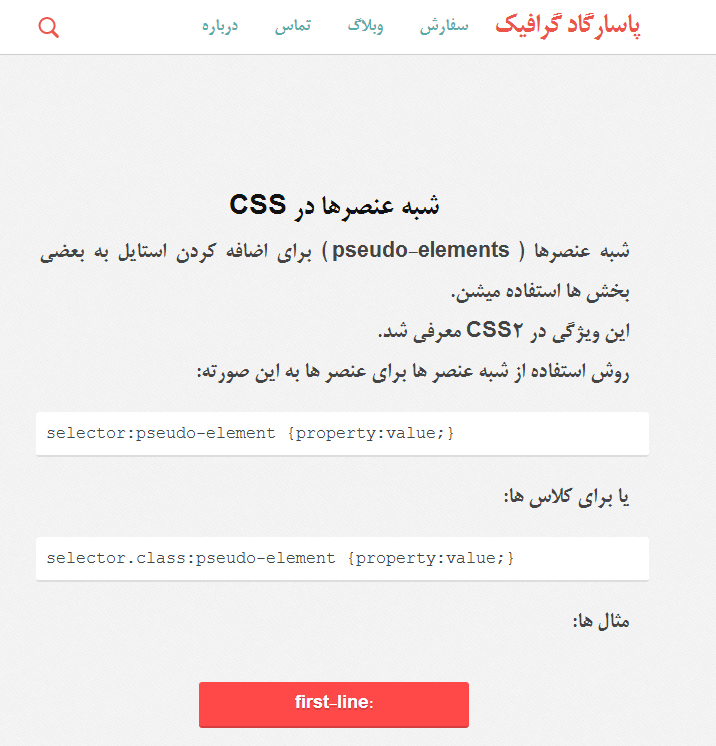 پاسارگاد گرافیک
سفارش
وبلاگ
تماس
درباره
شبه عنصرها در CSS
شبه عنصرها ( pseudo-elements ) برای اضافه کردن استایل به بعضی
بخش ها استفاده میشن.
این ویژگی در CSS۲ معرفی شد.
روش استفاده از شبه عنصر ها برای عنصر ها به این صورته:
selector:pseudo-element {property:value;}
یا برای کلاس ها:
selector.class:pseudo-element {property:value;}
مثال ها:
first-line: